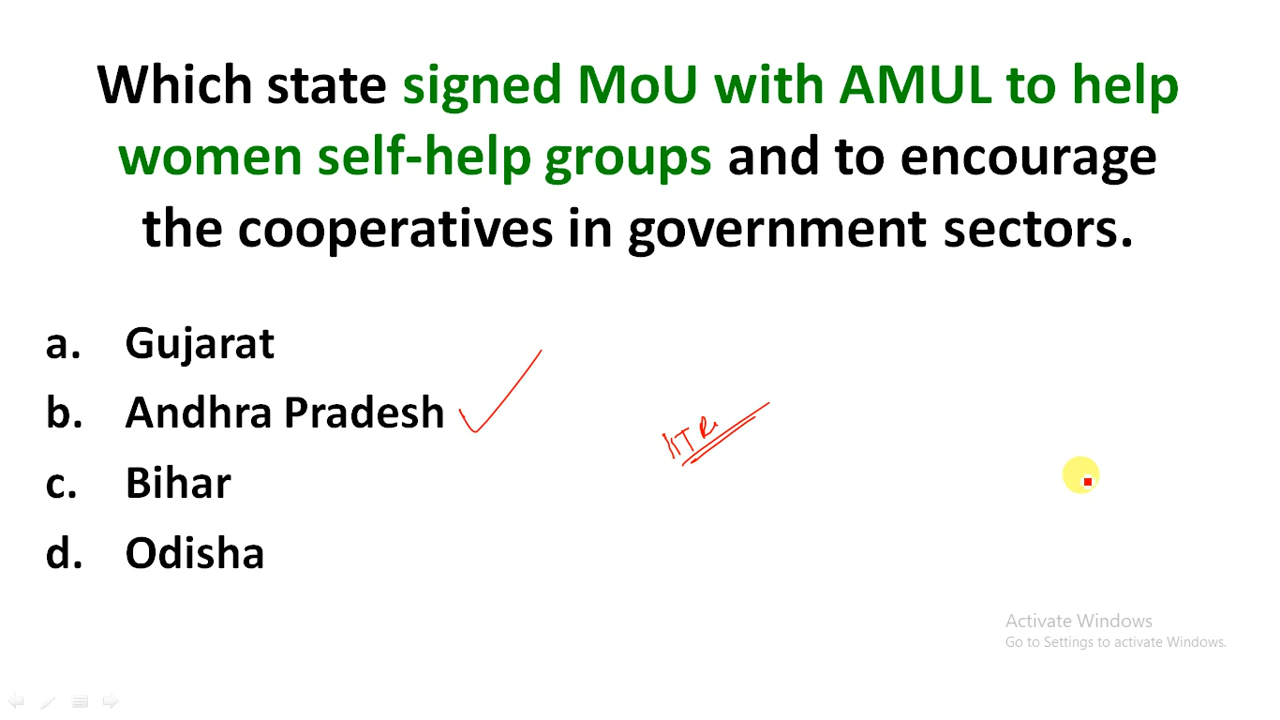 Which state signed MoU with AMUL to help
women self-help groups and to encourage
the cooperatives in government sectors.
a. Gujarat
b. Andhra Pradesh
c. Bihar
d. Odisha
Activate Windows
Go to Settings to activate Windows.